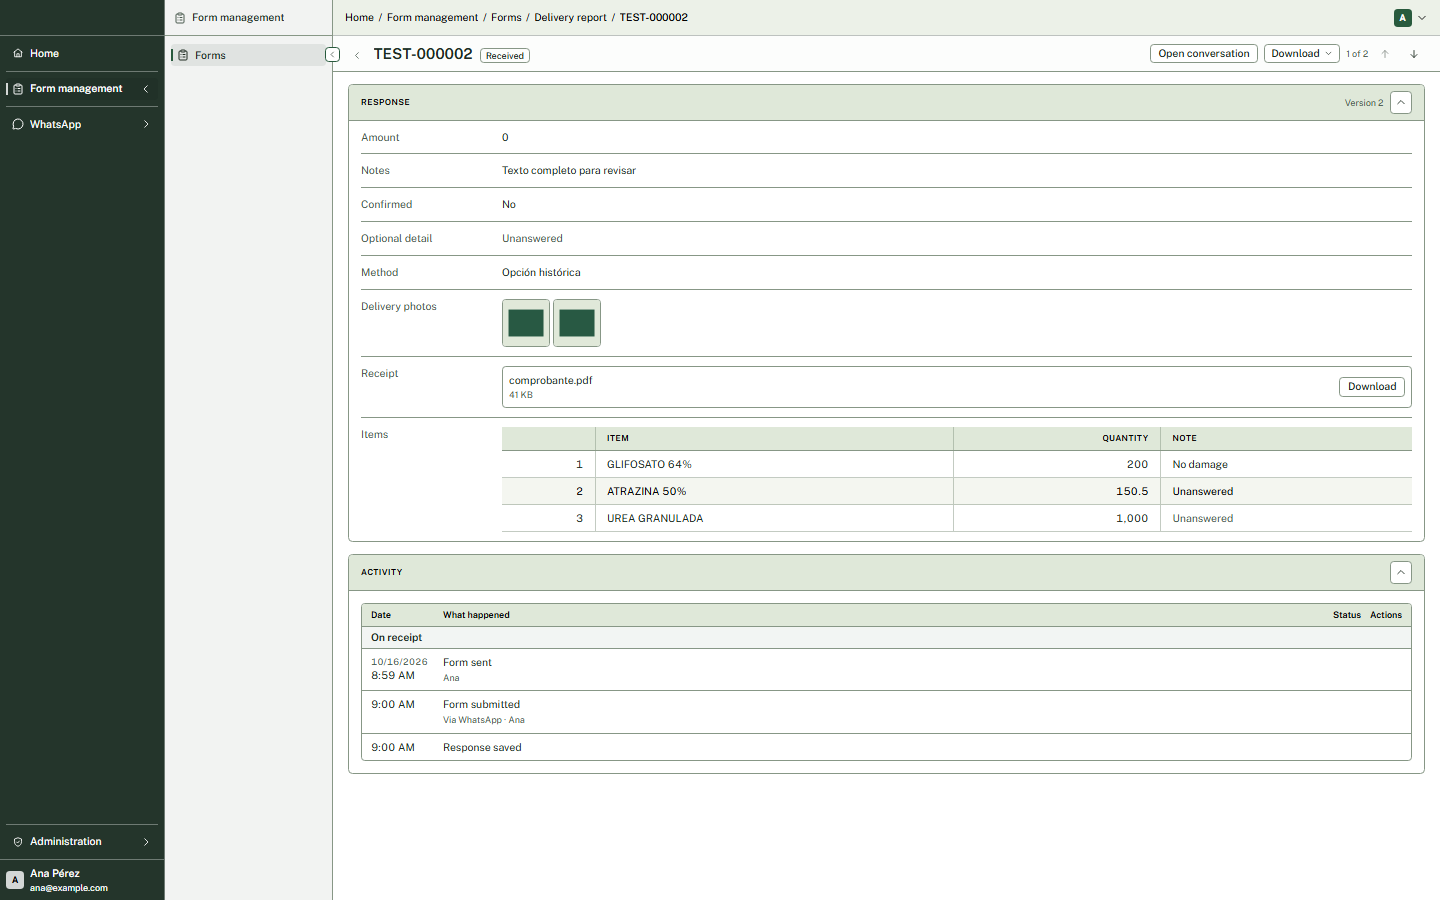 Home
Form management
WhatsApp
Administration
A
Ana Pérez
ana@example.com
Form management
Forms
Home / Form management / Forms / Delivery report / TEST-000002
A
TEST-000002 Received
Open conversation Download 1 of 2
RESPONSE Version 2
Amount 0
Notes Texto completo para revisar
Confirmed No
Optional detail Unanswered
Method Opción histórica
Delivery photos
Receipt comprobante.pdf
41 KB
Download
Items
ITEM QUANTITY NOTE
1 GLIFOSATO 64% 200 No damage
2 ATRAZINA 50% 150.5 Unanswered
3 UREA GRANULADA 1,000 Unanswered
ACTIVITY
Date What happened Status Actions
On receipt
10/16/2026 Form sent
8:59 AM Ana
9:00 AM Form submitted
Via WhatsApp · Ana
9:00 AM Response saved